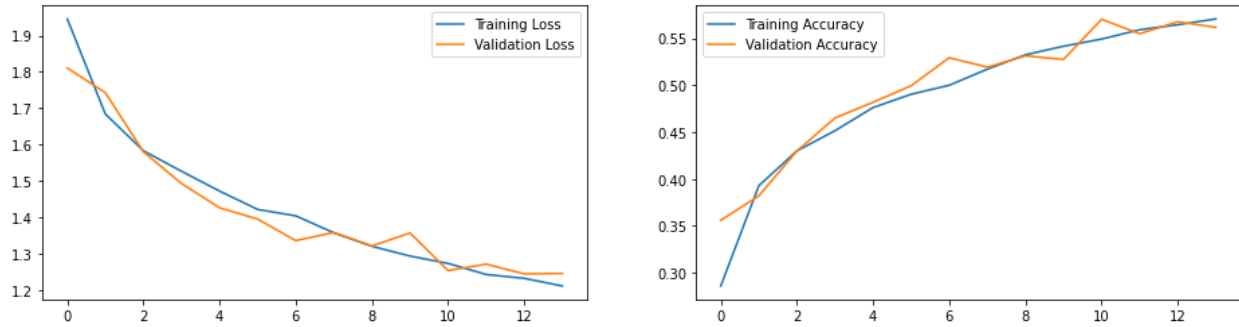 Training Loss
Validation Loss
1.9
1.8
1.7
1.6
1.5
1.4
1.3
1.2
0 2 4 6 8 10 12
Training Accuracy
Validation Accuracy
0.55
0.50
0.45
0.40
0.35
0.30
0 2 4 6 8 10 12